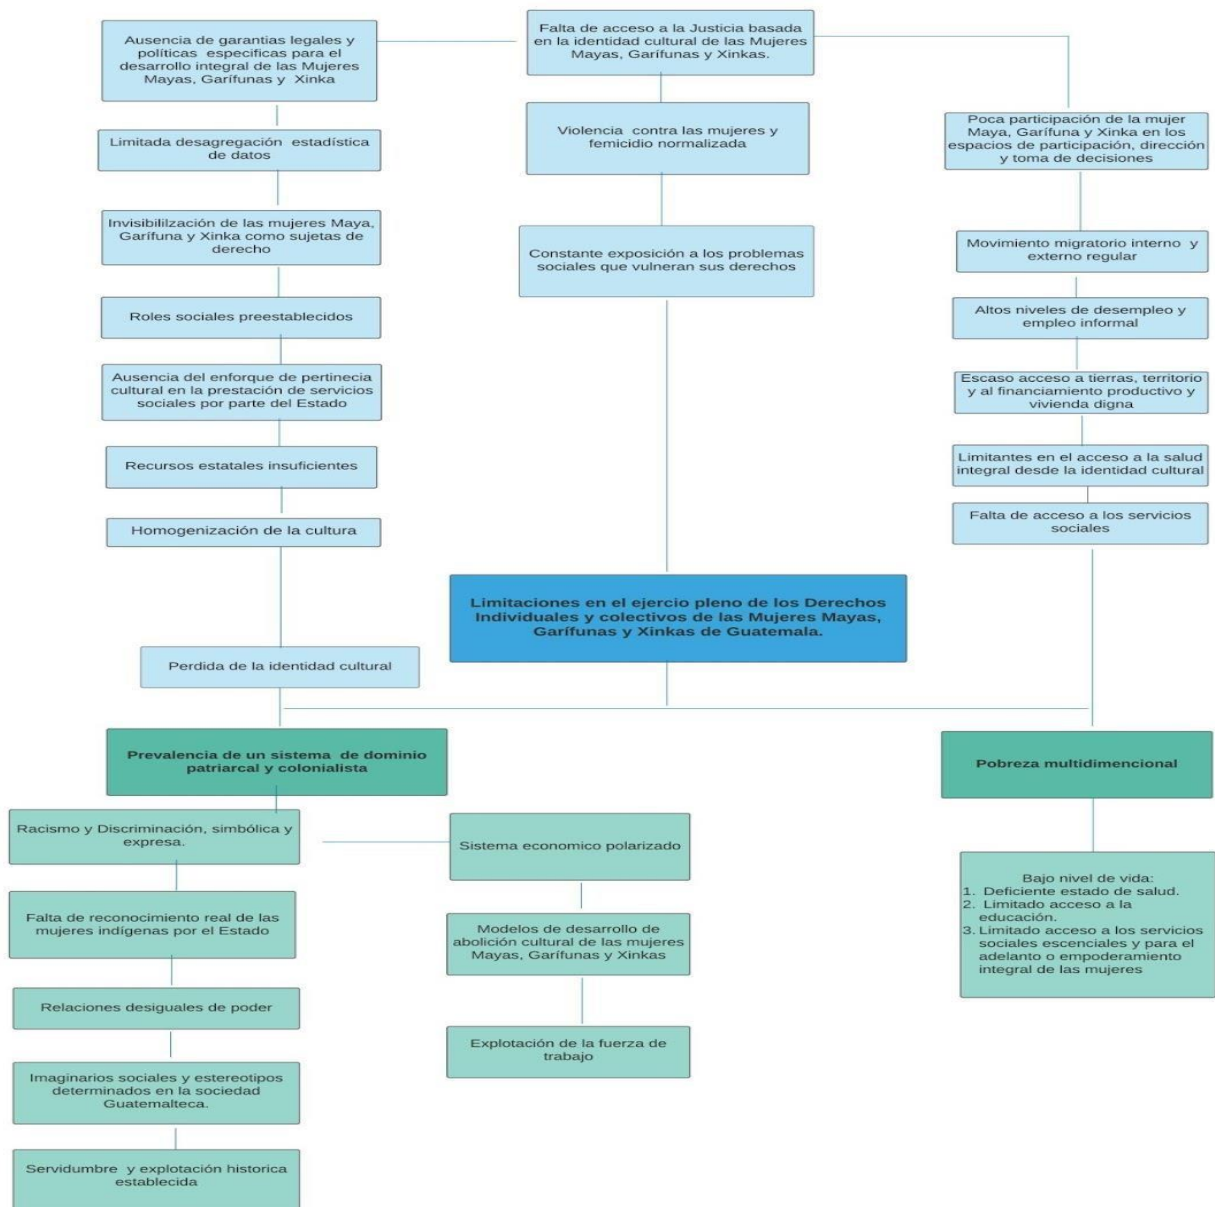 Ausencia de garantias legales y
políticas especificas para el
desarrollo integral de las Mujeres
Mayas, Garífunas y Xinka
Falta de acceso a la Justicia basada
en la identidad cultural de las Mujeres
Mayas, Garífunas y Xinkas.
Limitada desagregación estadística
de datos
Violencia contra las mujeres y
femicidio normalizada
Poca participación de la mujer
Maya, Garífuna y Xinka en los
espacios de participación, dirección
y toma de decisiones
Invisibililzación de las mujeres Maya,
Garífuna y Xinka como sujetas de
derecho
Constante exposición a los problemas
sociales que vulneran sus derechos
Movimiento migratorio interno y
externo regular
Roles sociales preestablecidos
Altos niveles de desempleo y
empleo informal
Ausencia del enforque de pertinecia
cultural en la prestación de servicios
sociales por parte del Estado
Escaso acceso a tierras, territorio
y al financiamiento productivo y
vivienda digna
Recursos estatales insuficientes
Limitantes en el acceso a la salud
integral desde la identidad cultural
Homogenización de la cultura
Falta de acceso a los servicios
sociales
Limitaciones en el ejercio pleno de los Derechos
Individuales y colectivos de las Mujeres Mayas,
Garífunas y Xinkas de Guatemala.
Perdida de la identidad cultural
Prevalencia de un sistema de dominio
patriarcal y colonialista
Pobreza multidimencional
Racismo y Discriminación, simbólica y
expresa.
Sistema economico polarizado
Bajo nivel de vida:
1. Deficiente estado de salud.
2. Limitado acceso a la
educación.
3. Limitado acceso a los servicios
sociales escenciales y para el
adelanto o empoderamiento
integral de las mujeres
Falta de reconocimiento real de las
mujeres indígenas por el Estado
Modelos de desarrollo de
abolición cultural de las mujeres
Mayas, Garífunas y Xinkas
Relaciones desiguales de poder
Explotación de la fuerza de
trabajo
Imaginarios sociales y estereotipos
determinados en la sociedad
Guatemalteca.
Servidumbre y explotación historica
establecida